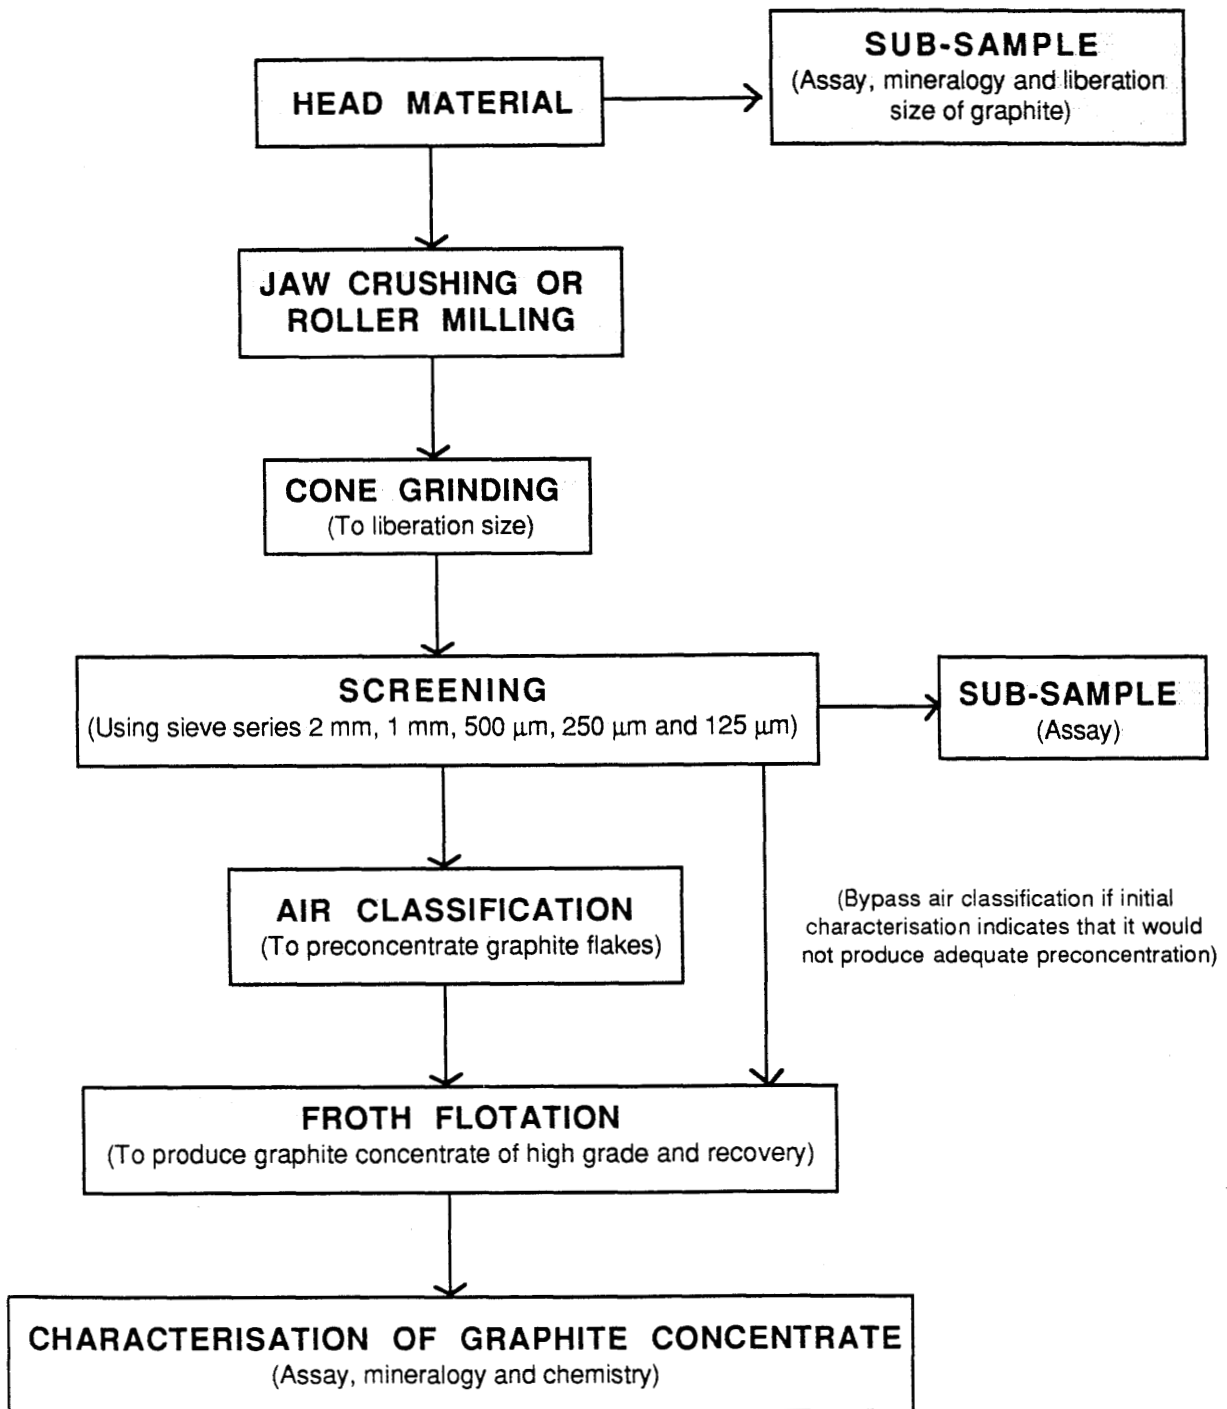 HEAD MATERIAL
SUB-SAMPLE
(Assay, mineralogy and liberation
size of graphite)
JAW CRUSHING OR
ROLLER MILLING
CONE GRINDING
(To liberation size)
SCREENING
(Using sieve series 2 mm, 1 mm, 500 µm, 250 µm and 125 µm)
SUB-SAMPLE
(Assay)
AIR CLASSIFICATION
(To preconcentrate graphite flakes)
(Bypass air classification if initial
characterisation indicates that it would
not produce adequate preconcentration)
FROTH FLOTATION
(To produce graphite concentrate of high grade and recovery)
CHARACTERISATION OF GRAPHITE CONCENTRATE
(Assay, mineralogy and chemistry)